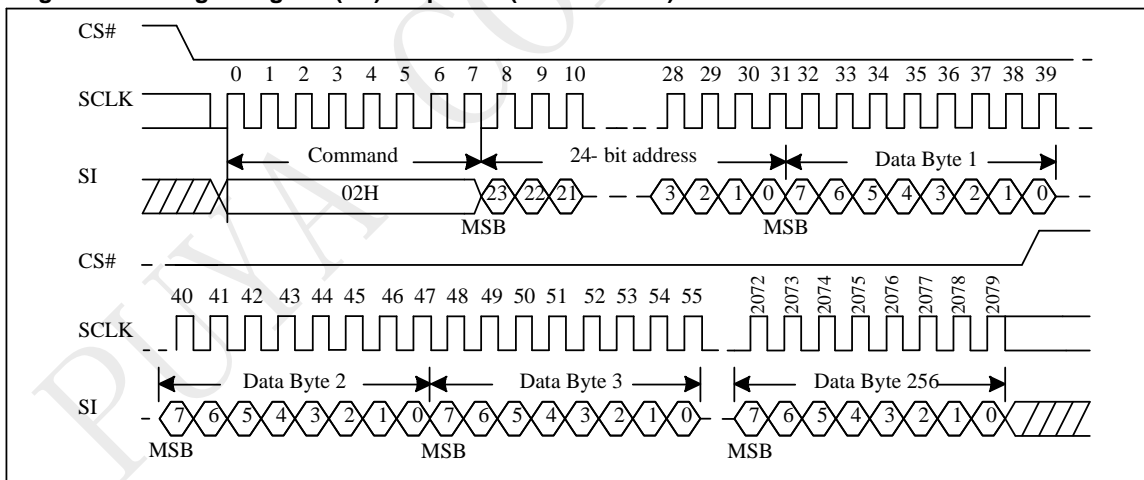 CS#
0 1 2 3 4 5 6 7 8 9 10 28 29 30 31 32 33 34 35 36 37 38 39
SCLK
Command 24- bit address Data Byte 1
SI
02H 23 22 21 3 2 1 0 7 6 5 4 3 2 1 0
MSB MSB
CS#
40 41 42 43 44 45 46 47 48 49 50 51 52 53 54 55 2072 2073 2074 2075 2076 2077 2078 2079
SCLK
Data Byte 2 Data Byte 3 Data Byte 256
SI
7 6 5 4 3 2 1 0 7 6 5 4 3 2 1 0 7 6 5 4 3 2 1 0
MSB MSB MSB
PUYA